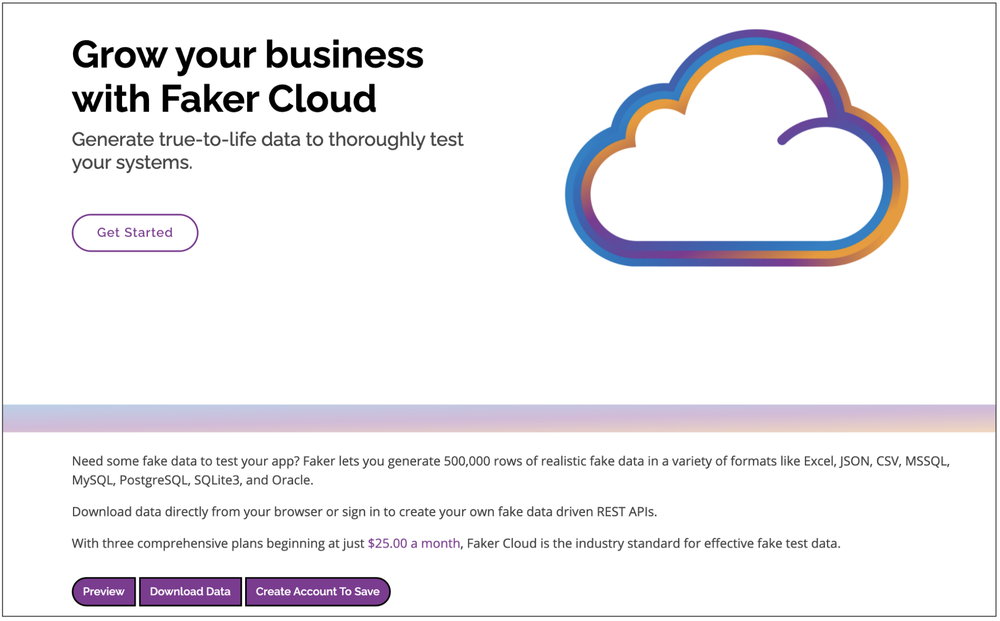 Grow your business
with Faker Cloud
Generate true-to-life data to thoroughly test
your systems.
Get Started
Need some fake data to test your app? Faker lets you generate 500,000 rows of realistic fake data in a variety of formats like Excel, JSON, CSV, MSSQL,
MySQL, PostgreSQL, SQLite3, and Oracle.
Download data directly from your browser or sign in to create your own fake data driven REST APIs.
With three comprehensive plans beginning at just $25.00 a month, Faker Cloud is the industry standard for effective fake test data.
Preview Download Data Create Account To Save